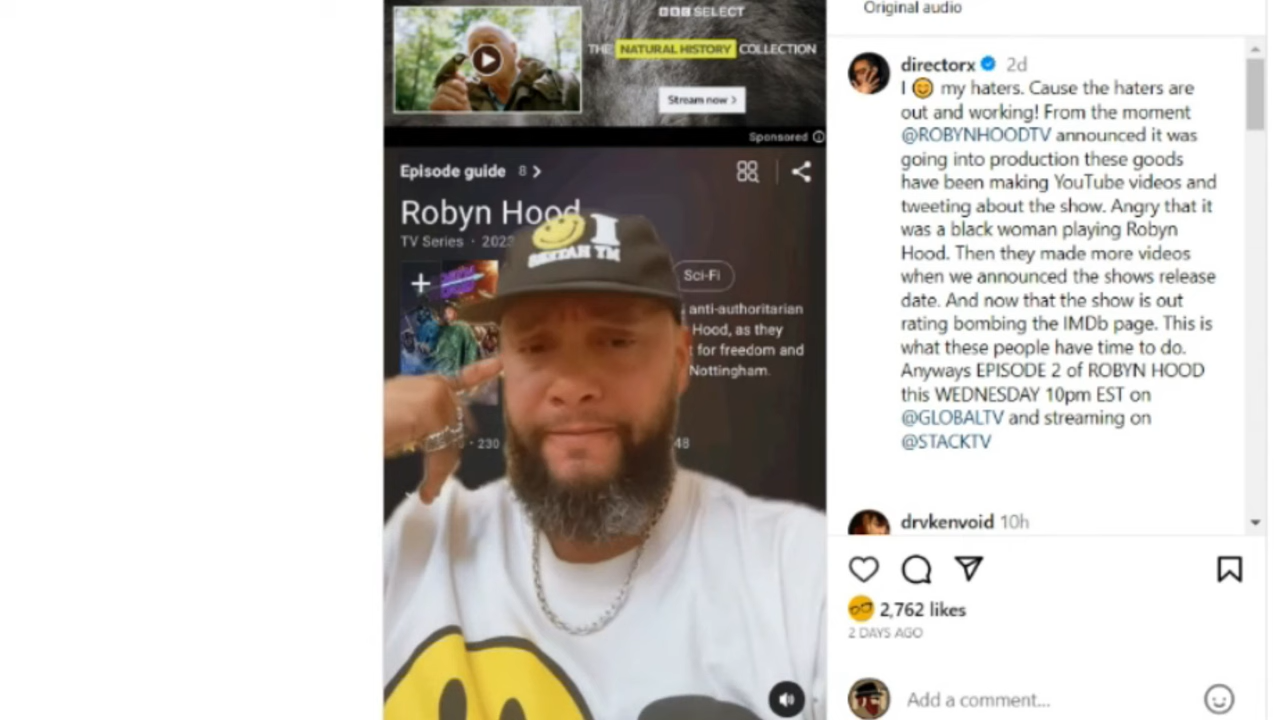 BBC SELECT
THE NATURAL HISTORY COLLECTION
Stream now >
Sponsored
Episode guide 8 >
Robyn Hood
TV Series · 2023
I
Sci-Fi
anti-authoritarian
Hood, as they
for freedom and
Nottingham.
· 230
48
Original audio
directorx 2d
I 😊 my haters. Cause the haters are
out and working! From the moment
@ROBYNHOODTV announced it was
going into production these goods
have been making YouTube videos and
tweeting about the show. Angry that it
was a black woman playing Robyn
Hood. Then they made more videos
when we announced the shows release
date. And now that the show is out
rating bombing the IMDb page. This is
what these people have time to do.
Anyways EPISODE 2 of ROBYN HOOD
this WEDNESDAY 10pm EST on
@GLOBALTV and streaming on
@STACKTV
drvkenvoid 10h
2,762 likes
2 DAYS AGO
Add a comment...